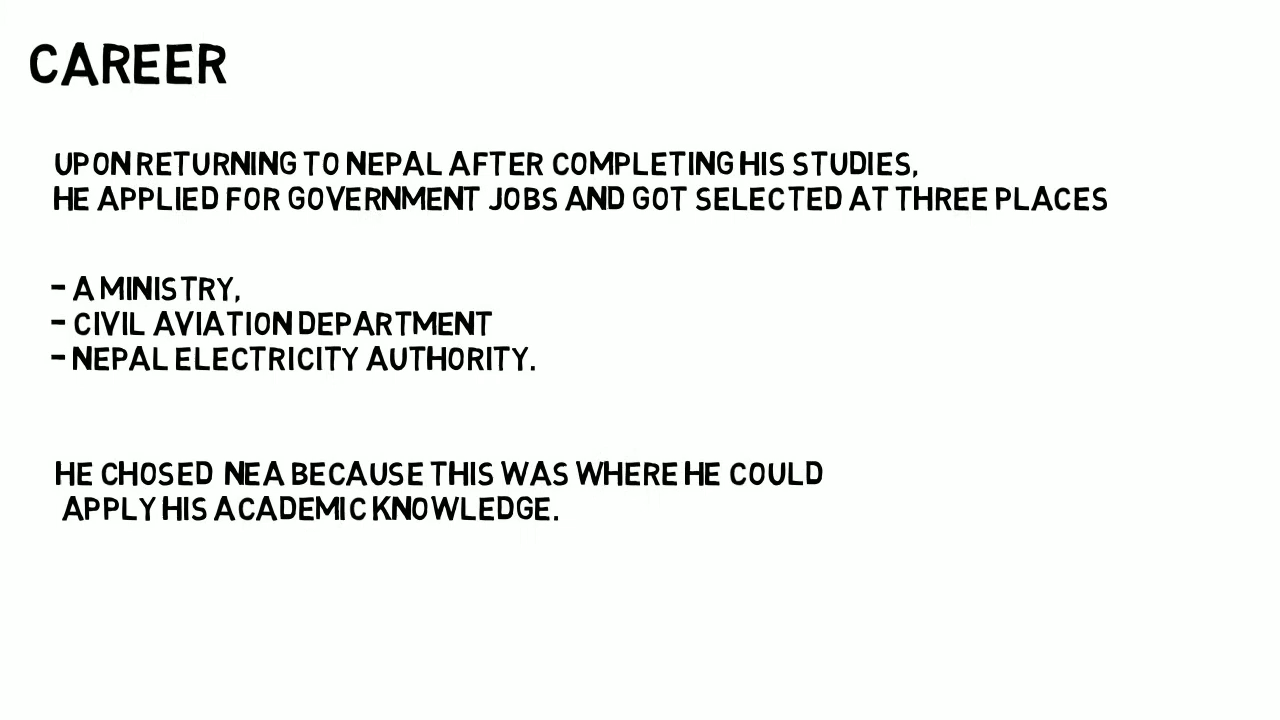 CAREER
UPON RETURNING TO NEPAL AFTER COMPLETING HIS STUDIES,
HE APPLIED FOR GOVERNMENT JOBS AND GOT SELECTED AT THREE PLACES
- A MINISTRY,
- CIVIL AVIATION DEPARTMENT
- NEPAL ELECTRICITY AUTHORITY.
HE CHOSED NEA BECAUSE THIS WAS WHERE HE COULD
APPLY HIS ACADEMIC KNOWLEDGE.